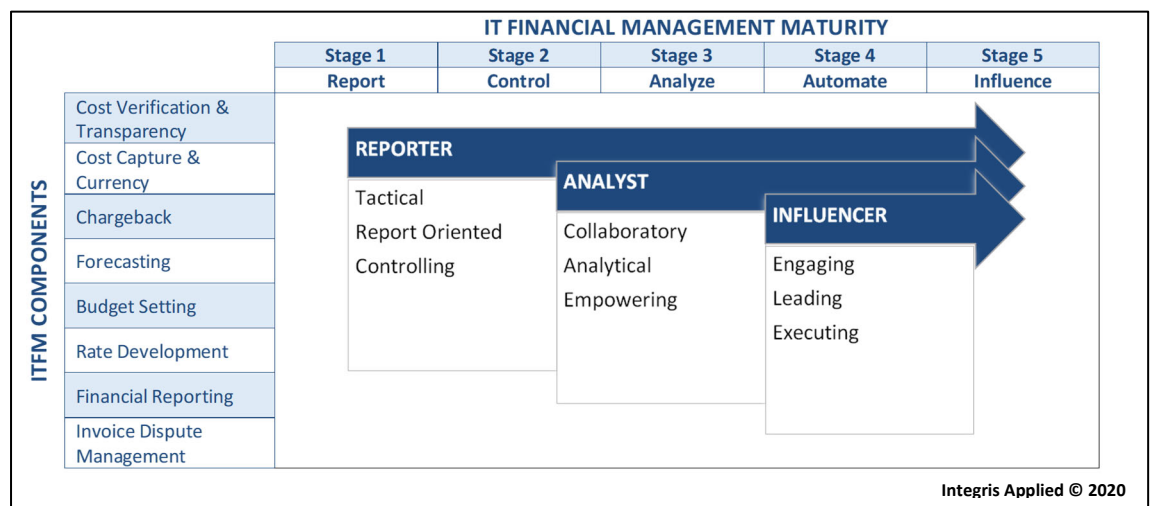 IT FINANCIAL MANAGEMENT MATURITY
Stage 1 Stage 2 Stage 3 Stage 4 Stage 5
Report Control Analyze Automate Influence
ITFM COMPONENTS
Cost Verification &
Transparency
Cost Capture &
Currency
Chargeback
Forecasting
Budget Setting
Rate Development
Financial Reporting
Invoice Dispute
Management
REPORTER
Tactical
Report Oriented
Controlling
ANALYST
Collaboratory
Analytical
Empowering
INFLUENCER
Engaging
Leading
Executing
Integris Applied © 2020